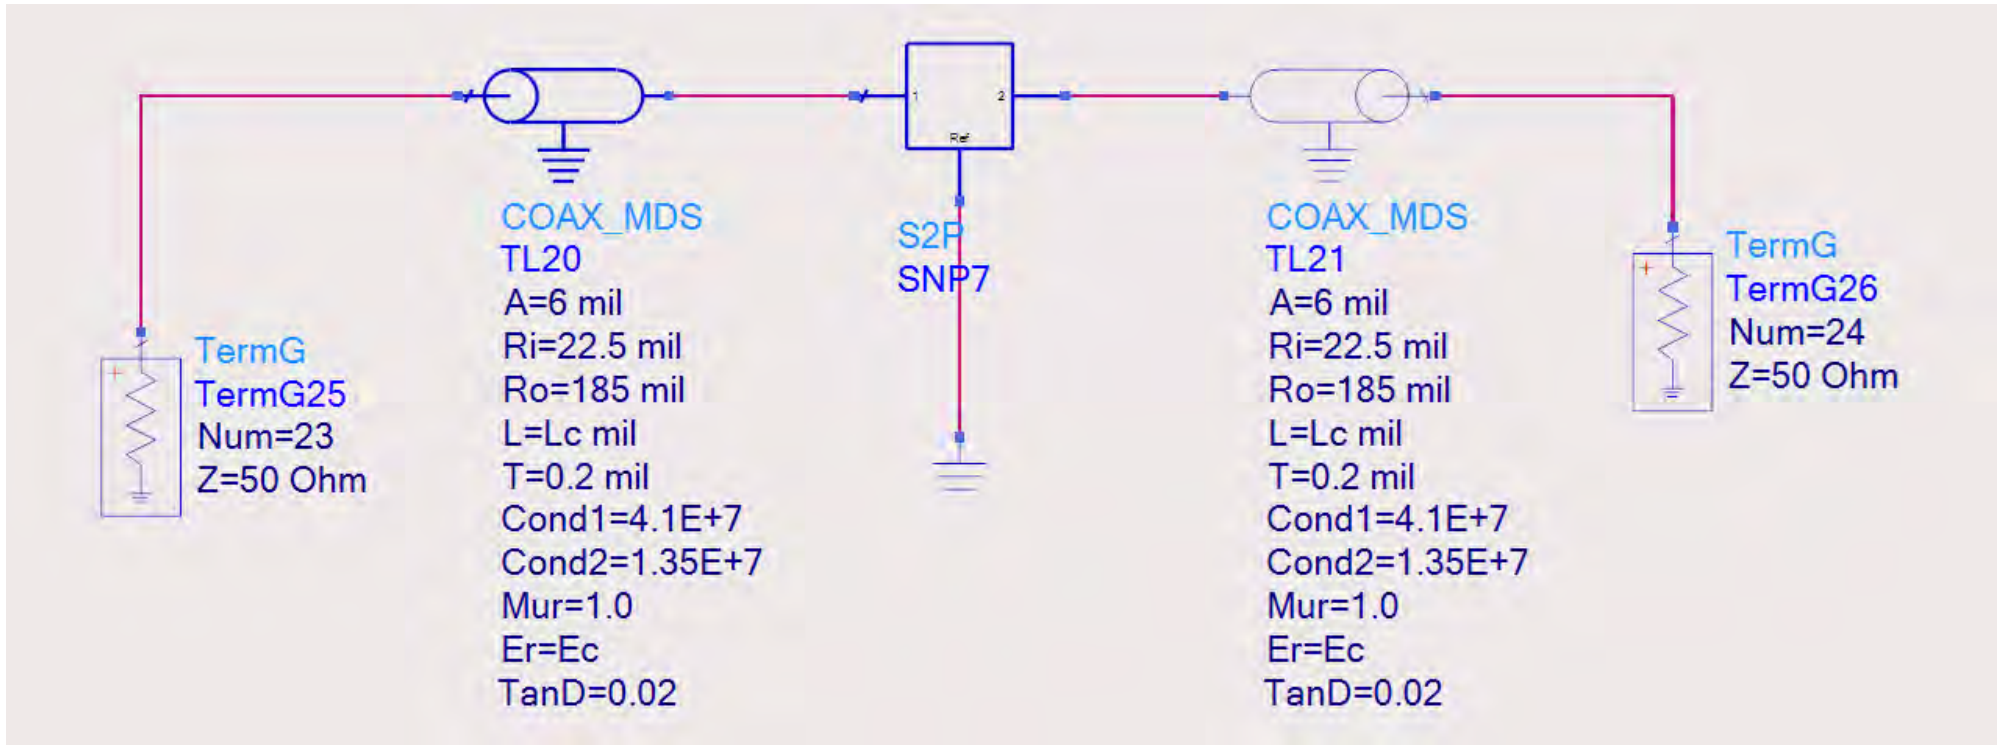 1
2
Ref
COAX_MDS
TL20
A=6 mil
Ri=22.5 mil
Ro=185 mil
L=Lc mil
T=0.2 mil
Cond1=4.1E+7
Cond2=1.35E+7
Mur=1.0
Er=Ec
TanD=0.02
S2P
SNP7
COAX_MDS
TL21
A=6 mil
Ri=22.5 mil
Ro=185 mil
L=Lc mil
T=0.2 mil
Cond1=4.1E+7
Cond2=1.35E+7
Mur=1.0
Er=Ec
TanD=0.02
+
TermG
TermG25
Num=23
Z=50 Ohm
+
TermG
TermG26
Num=24
Z=50 Ohm